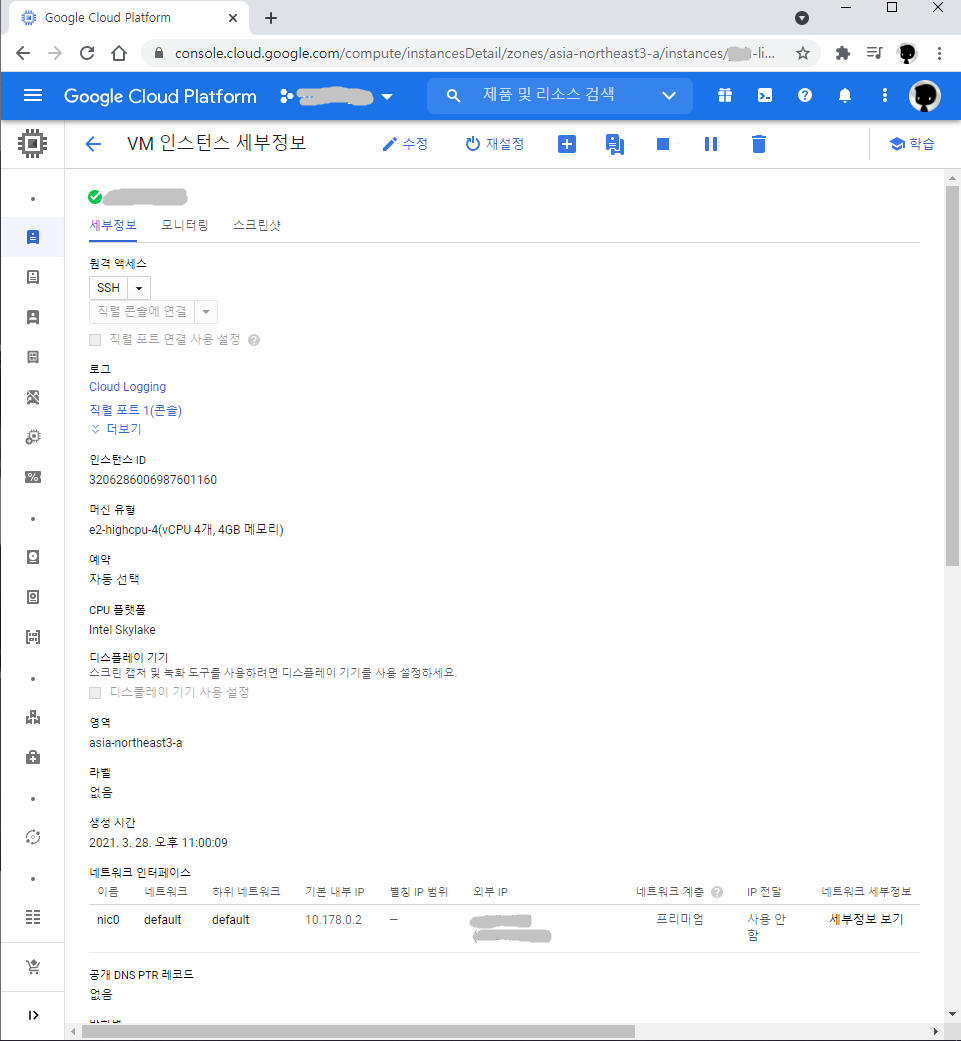 Google Cloud Platform
console.cloud.google.com/compute/instancesDetail/zones/asia-northeast3-a/instances/ -li...
Google Cloud Platform 제품 및 리소스 검색
VM 인스턴스 세부정보 수정 재설정 학습
세부정보 모니터링 스크린샷
원격 액세스
SSH
직렬 콘솔에 연결
직렬 포트 연결 사용 설정
로그
Cloud Logging
직렬 포트 1(콘솔)
더보기
인스턴스 ID
3206286006987601160
머신 유형
e2-highcpu-4(vCPU 4개, 4GB 메모리)
예약
자동 선택
CPU 플랫폼
Intel Skylake
디스플레이 기기
스크린 캡처 및 녹화 도구를 사용하려면 디스플레이 기기를 사용 설정하세요.
디스플레이 기기 사용 설정
영역
asia-northeast3-a
라벨
없음
생성 시간
2021. 3. 28. 오후 11:00:09
네트워크 인터페이스
이름 네트워크 하위 네트워크 기본 내부 IP 별칭 IP 범위 외부 IP 네트워크 계층 IP 전달 네트워크 세부정보
nic0 default default 10.178.0.2 — 프리미엄 사용 안함 세부정보 보기
공개 DNS PTR 레코드
없음